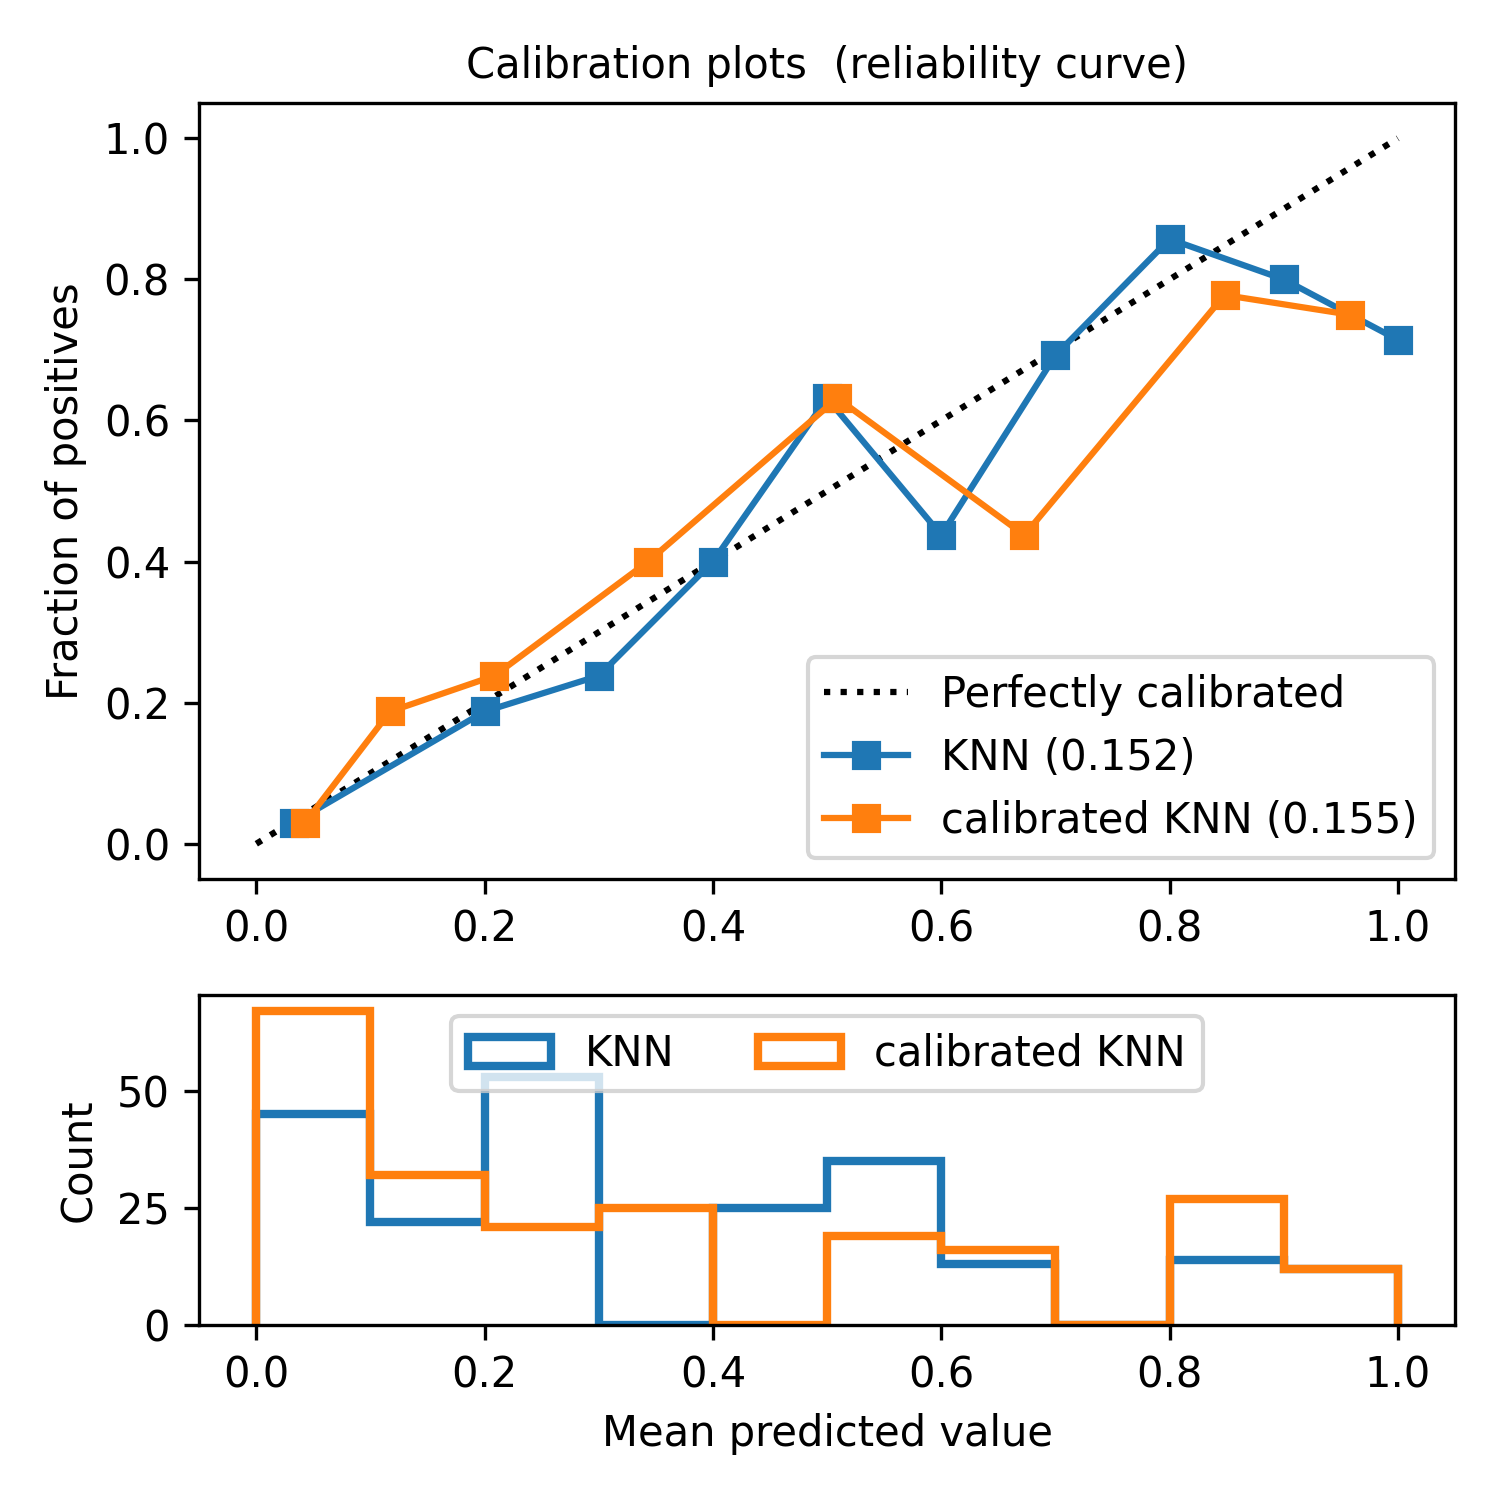 Calibration plots  (reliability curve)
Fraction of positives
1.0
0.8
0.6
0.4
0.2
0.0
Perfectly calibrated
KNN (0.152)
calibrated KNN (0.155)
0.0 0.2 0.4 0.6 0.8 1.0
Count
50
25
0
KNN calibrated KNN
0.0 0.2 0.4 0.6 0.8 1.0
Mean predicted value